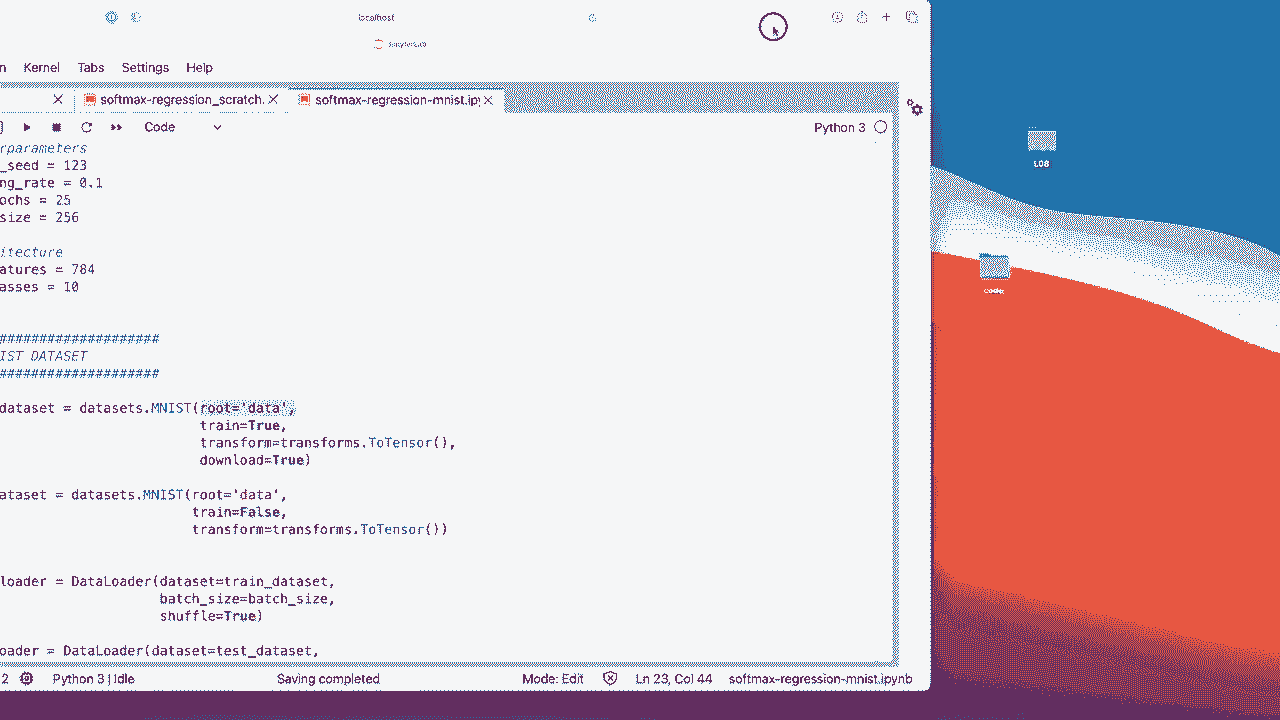 localhost
n Kernel Tabs Settings Help
softmax-regression_scratch. softmax-regression-mnist.ipy
Code Python 3
rparameters
_seed = 123
ng_rate = 0.1
ochs = 25
size = 256
itecture
atures = 784
asses = 10
####################
IST DATASET
####################
dataset = datasets.MNIST(root='data',
train=True,
transform=transforms.ToTensor(),
download=True)
ataset = datasets.MNIST(root='data',
train=False,
transform=transforms.ToTensor())
loader = DataLoader(dataset=train_dataset,
batch_size=batch_size,
shuffle=True)
oader = DataLoader(dataset=test_dataset,
2 Python 3 | Idle Saving completed Mode: Edit Ln 23, Col 44 softmax-regression-mnist.ipynb
L08
code